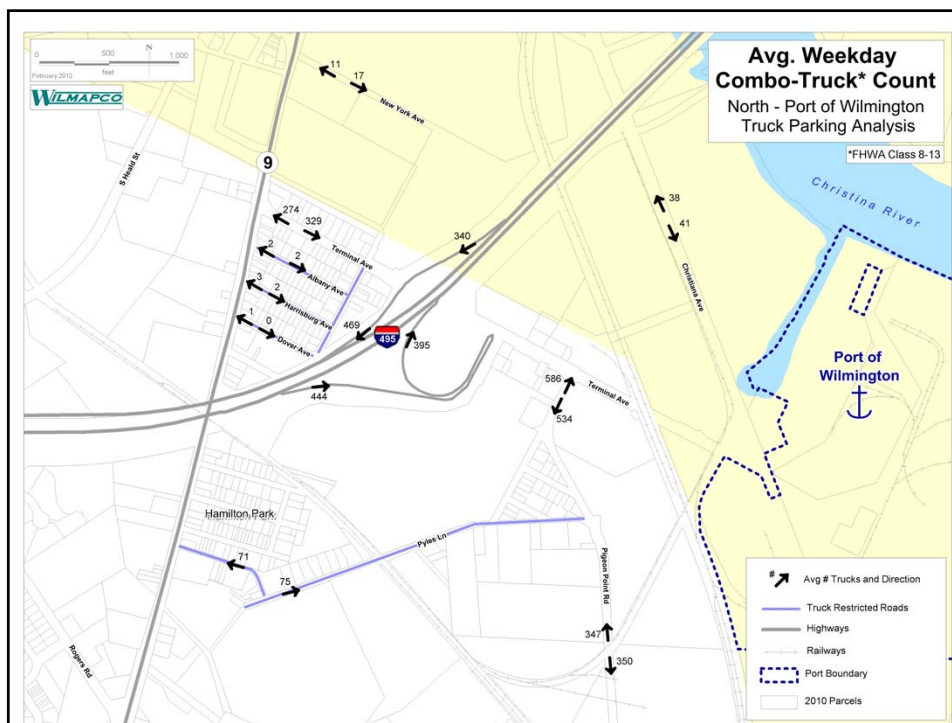 0 500 N 1,000
feet
February 2012
WILMAPCO
Avg. Weekday
Combo-Truck* Count
North - Port of Wilmington
Truck Parking Analysis
*FHWA Class 8-13
11
17
New York Ave
S Heald St
9
274
329
Terminal Ave
2
2
Albany Ave
3
2
Harrisburg Ave
1
0
Dover Ave
340
469
495
395
444
38
41
Christiana Ave
Christina River
Port of
Wilmington
586
534
Terminal Ave
Hamilton Park
71
75
Pyles Ln
Pigeon Point Rd
347
350
Rogers Rd
# Avg # Trucks and Direction
Truck Restricted Roads
Highways
Railways
Port Boundary
2010 Parcels